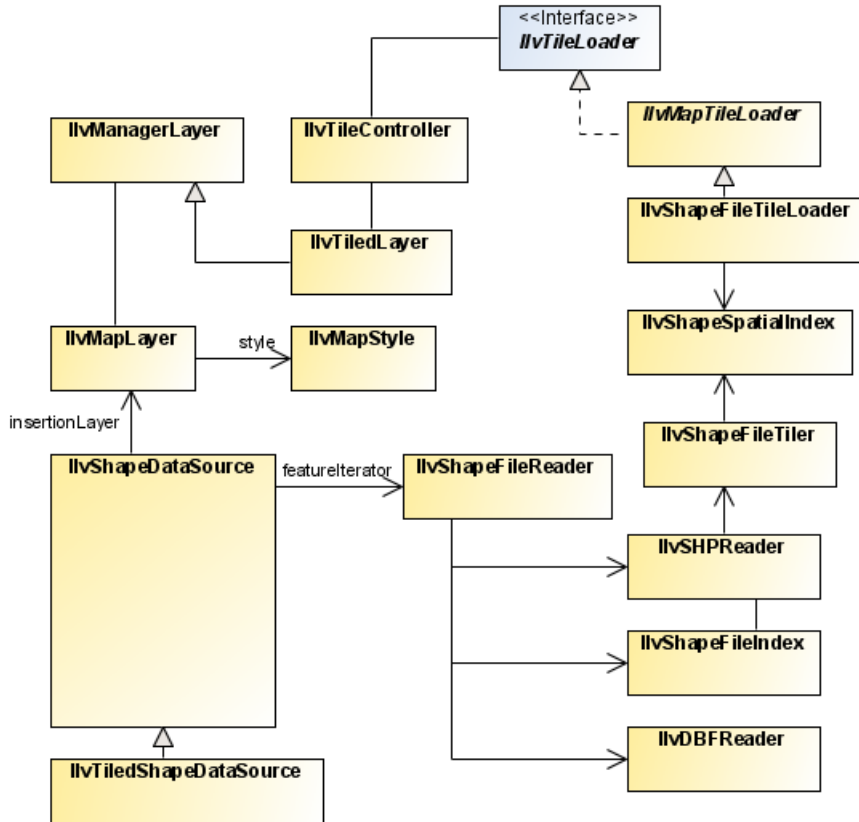 <<Interface>>
IlvTileLoader
IlvMapTileLoader
IlvManagerLayer
IlvTileController
IlvShapeFileTileLoader
IlvTiledLayer
IlvShapeSpatialIndex
IlvMapLayer
style
IlvMapStyle
insertionLayer
IlvShapeFileTiler
IlvShapeDataSource
featureIterator
IlvShapeFileReader
IlvSHPReader
IlvShapeFileIndex
IlvDBFReader
IlvTiledShapeDataSource